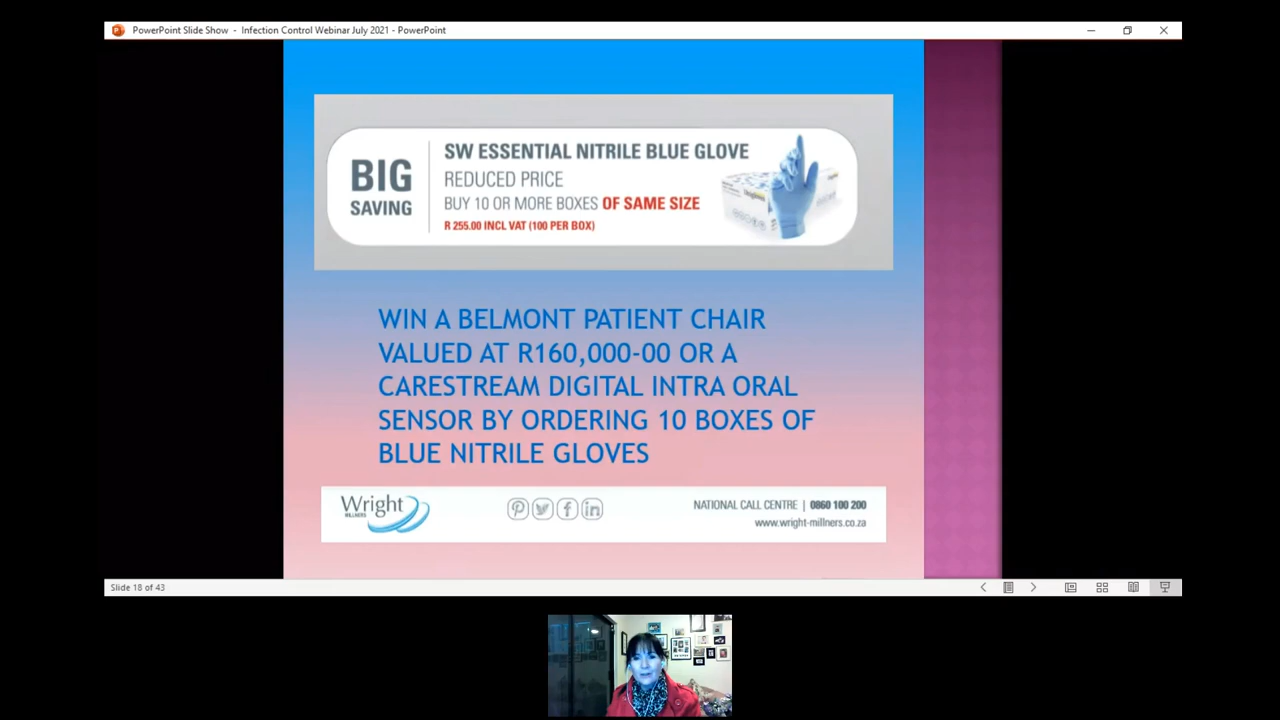 PowerPoint Slide Show - Infection Control Webinar July 2021 - PowerPoint
BIG
SAVING
SW ESSENTIAL NITRILE BLUE GLOVE
REDUCED PRICE
BUY 10 OR MORE BOXES OF SAME SIZE
R 255.00 INCL VAT (100 PER BOX)
WIN A BELMONT PATIENT CHAIR
VALUED AT R160,000-00 OR A
CARESTREAM DIGITAL INTRA ORAL
SENSOR BY ORDERING 10 BOXES OF
BLUE NITRILE GLOVES
Wright
MILLNERS
NATIONAL CALL CENTRE | 0860 100 200
www.wright-millners.co.za
Slide 18 of 43